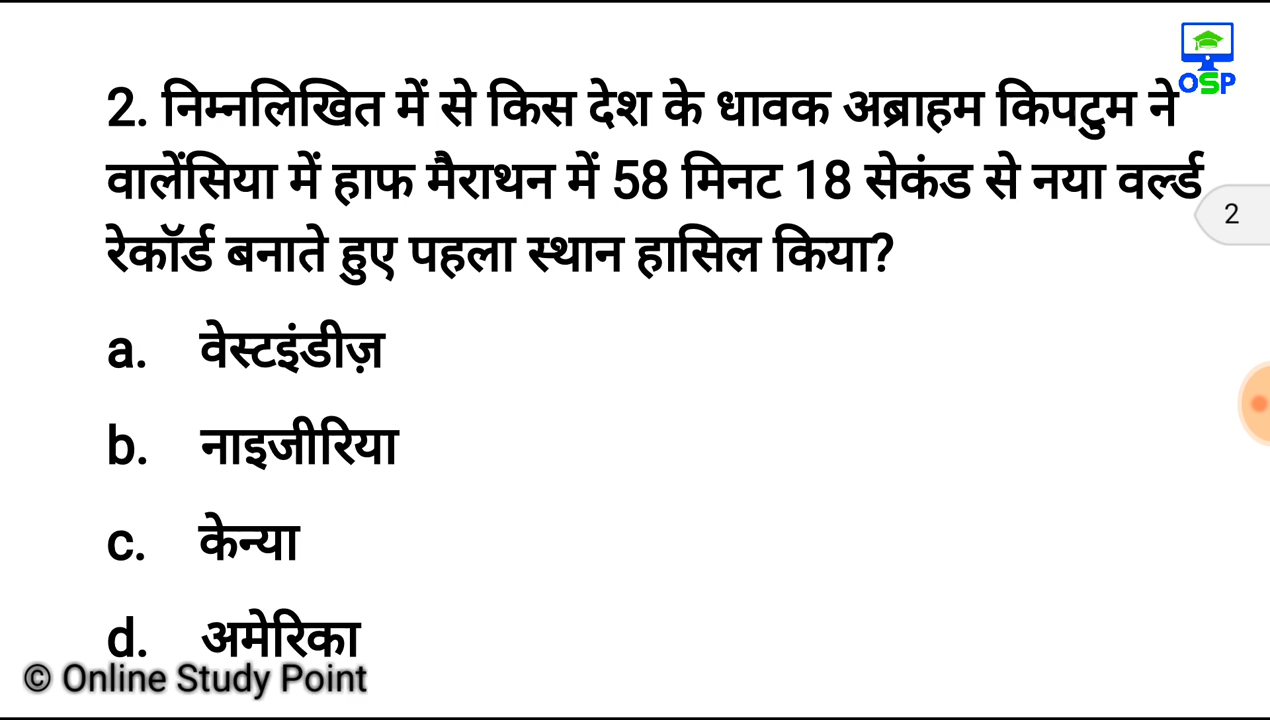 OSP
2. निम्नलिखित में से किस देश के धावक अब्राहम किपटुम ने
वालेंसिया में हाफ मैराथन में 58 मिनट 18 सेकंड से नया वर्ल्ड
2
रेकॉर्ड बनाते हुए पहला स्थान हासिल किया?
a. वेस्टइंडीज़
b. नाइजीरिया
c. केन्या
d. अमेरिका
© Online Study Point